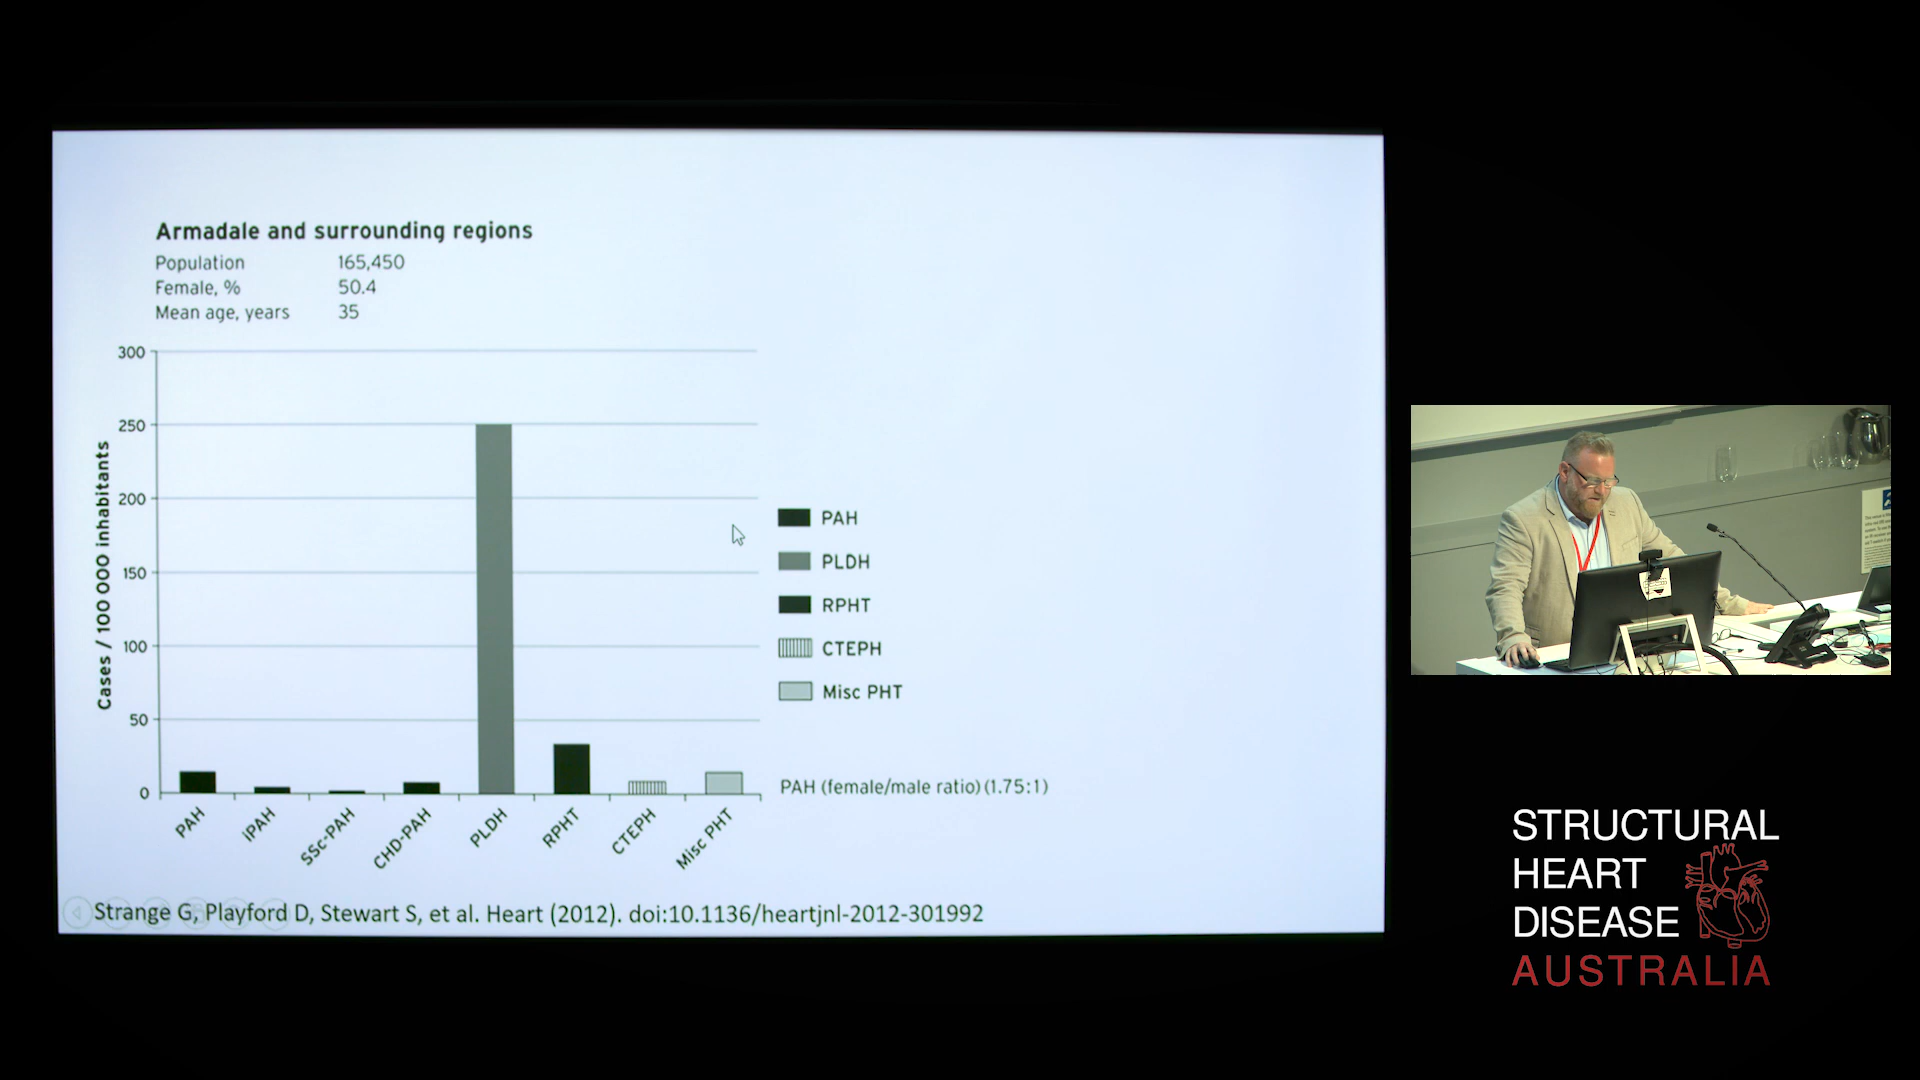 Armadale and surrounding regions
Population 165,450
Female, % 50.4
Mean age, years 35
300
250
200
150
100
50
0
Cases / 100 000 inhabitants
PAH
IPAH
SSc-PAH
CHD-PAH
PLDH
RPHT
CTEPH
Misc PHT
PAH
PLDH
RPHT
CTEPH
Misc PHT
PAH (female/male ratio) (1.75:1)
Strange G, Playford D, Stewart S, et al. Heart (2012). doi:10.1136/heartjnl-2012-301992
STRUCTURAL
HEART
DISEASE
AUSTRALIA